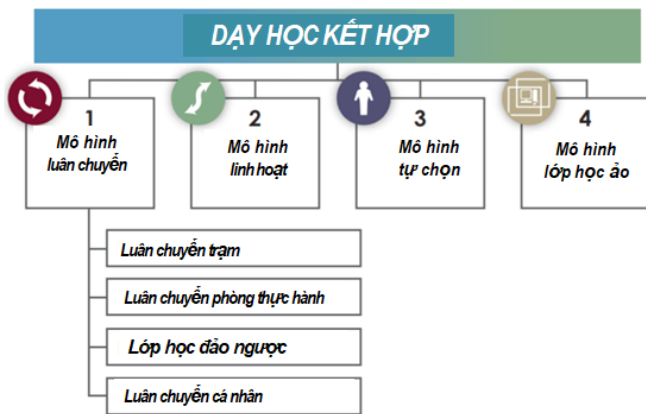 DẠY HỌC KẾT HỢP
1
Mô hình
luân chuyển
2
Mô hình
linh hoạt
3
Mô hình
tự chọn
4
Mô hình
lớp học ảo
Luân chuyển trạm
Luân chuyển phòng thực hành
Lớp học đảo ngược
Luân chuyển cá nhân